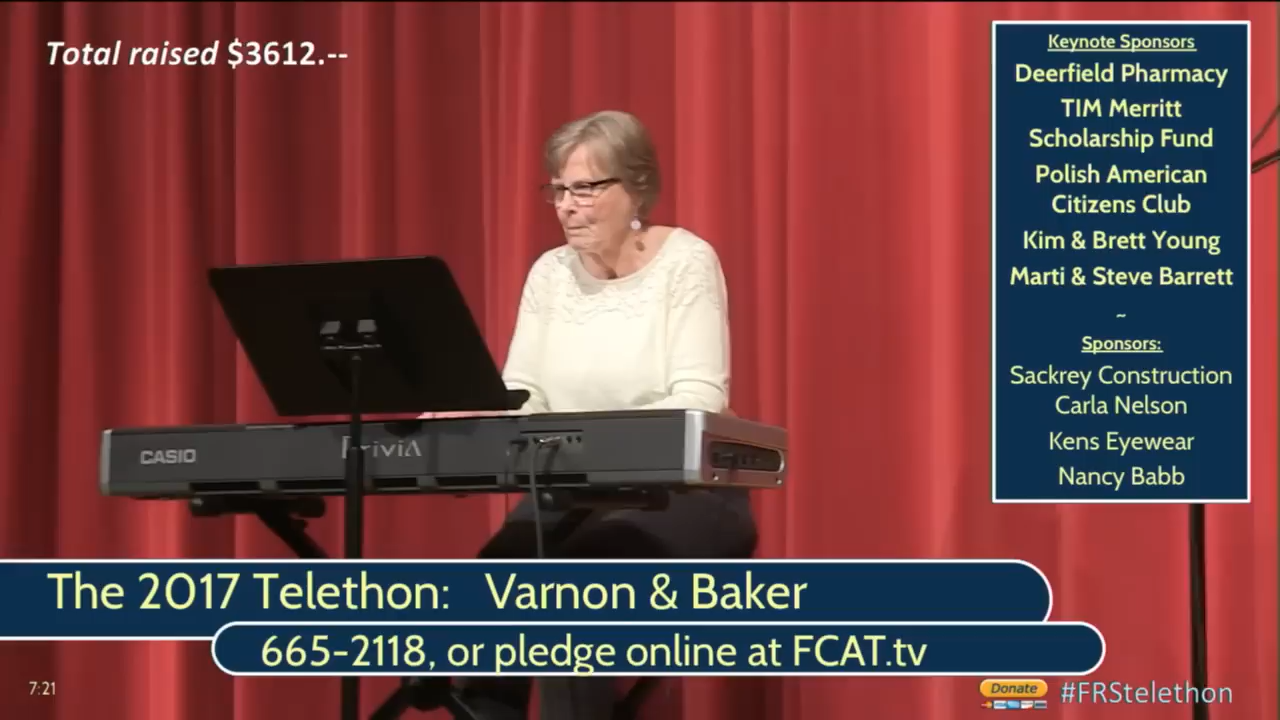 Total raised $3612.--
Keynote Sponsors
Deerfield Pharmacy
TIM Merritt
Scholarship Fund
Polish American
Citizens Club
Kim & Brett Young
Marti & Steve Barrett
~
Sponsors:
Sackrey Construction
Carla Nelson
Kens Eyewear
Nancy Babb
CASIO
PriviA
The 2017 Telethon: Varnon & Baker
665-2118, or pledge online at FCAT.tv
7:21
Donate
#FRStelethon